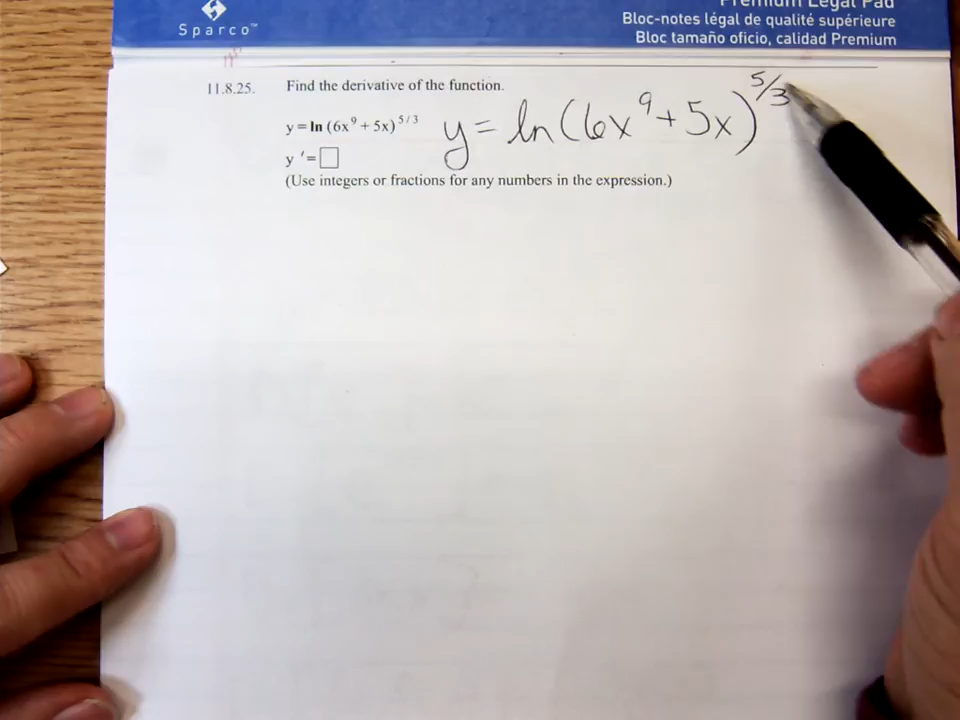 Premium Legal Pad
Sparco™
Bloc-notes légal de qualité supérieure
Bloc tamaño oficio, calidad Premium
11.8.25. Find the derivative of the function.
y = ln (6x⁹ + 5x)^5/3 y = ln(6x⁹ + 5x)^5/3
y ' = □
(Use integers or fractions for any numbers in the expression.)